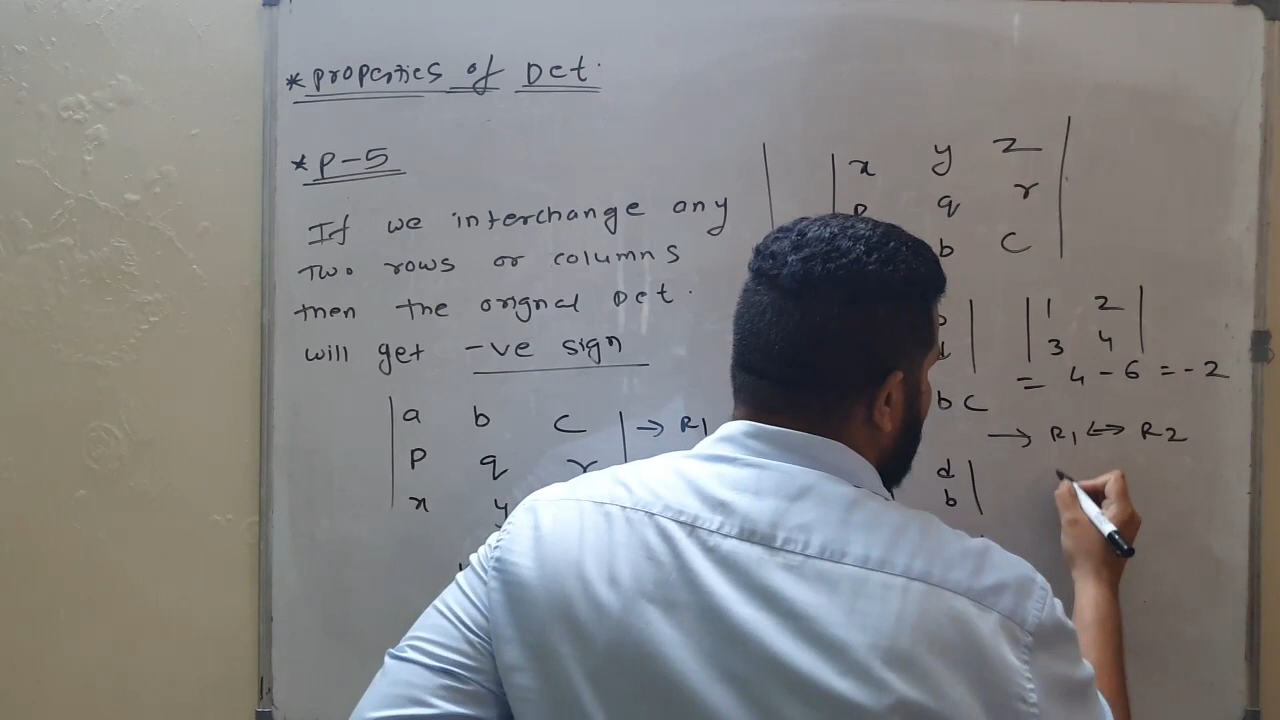 * Properties of Det.
* P-5
If we interchange any
Two rows or columns
then the orignal Det.
will get -ve sign
| a b c | → R1
p q r
x y
| | x y z |
q r
b c
| | 1 2 |
| 3 4 |
= 4 - 6 = -2
bc
→ R1 ↔ R2
d |
b |